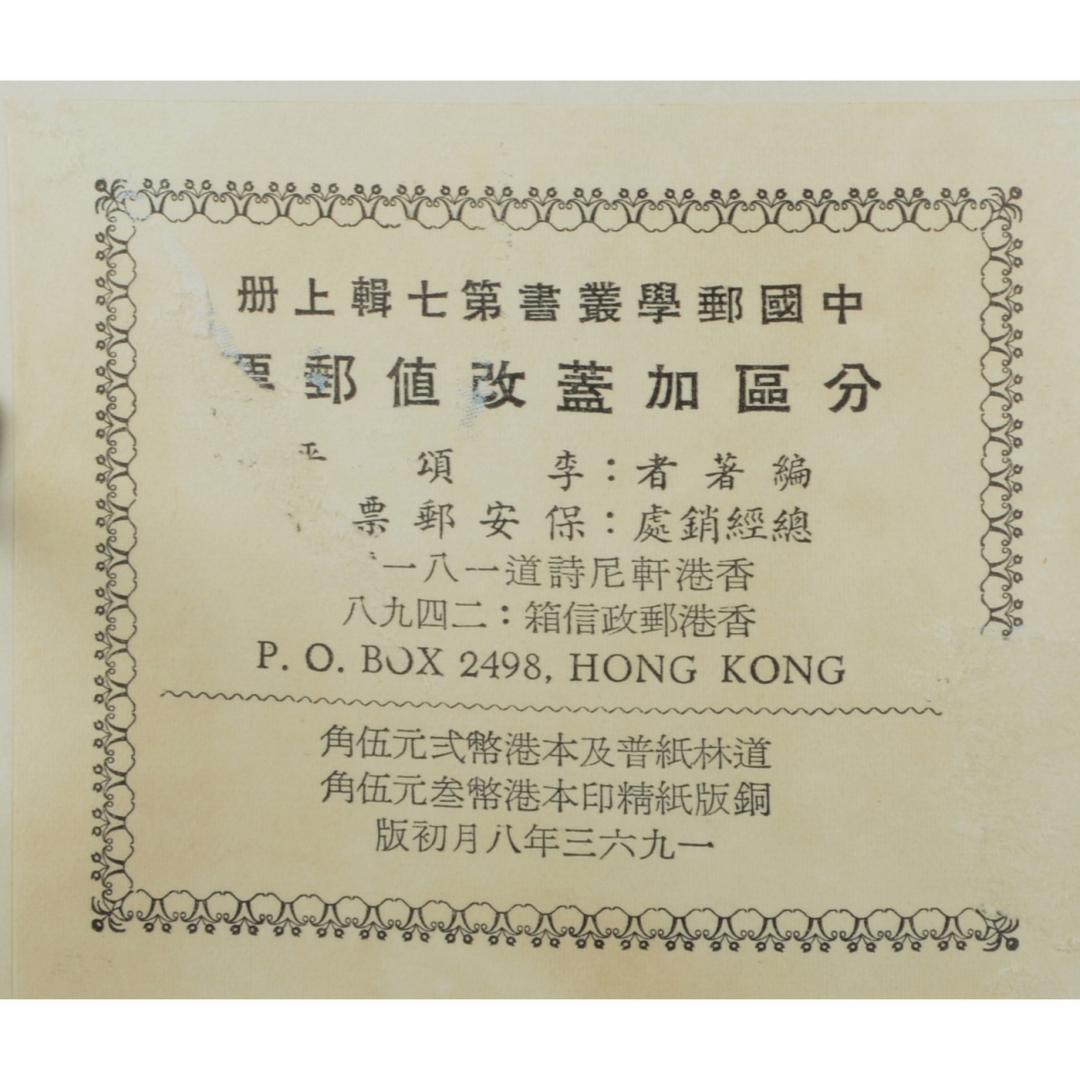 中國郵學叢書第七輯上册
分區加蓋改值郵票
編著者：李頌平
總經銷處：保安郵票
香港軒尼詩道一八一
香港郵政信箱：二四九八
P. O. BOX 2498, HONG KONG
道林紙普及本港幣弍元伍角
銅版紙精印本港幣叁元伍角
一九六三年八月初版